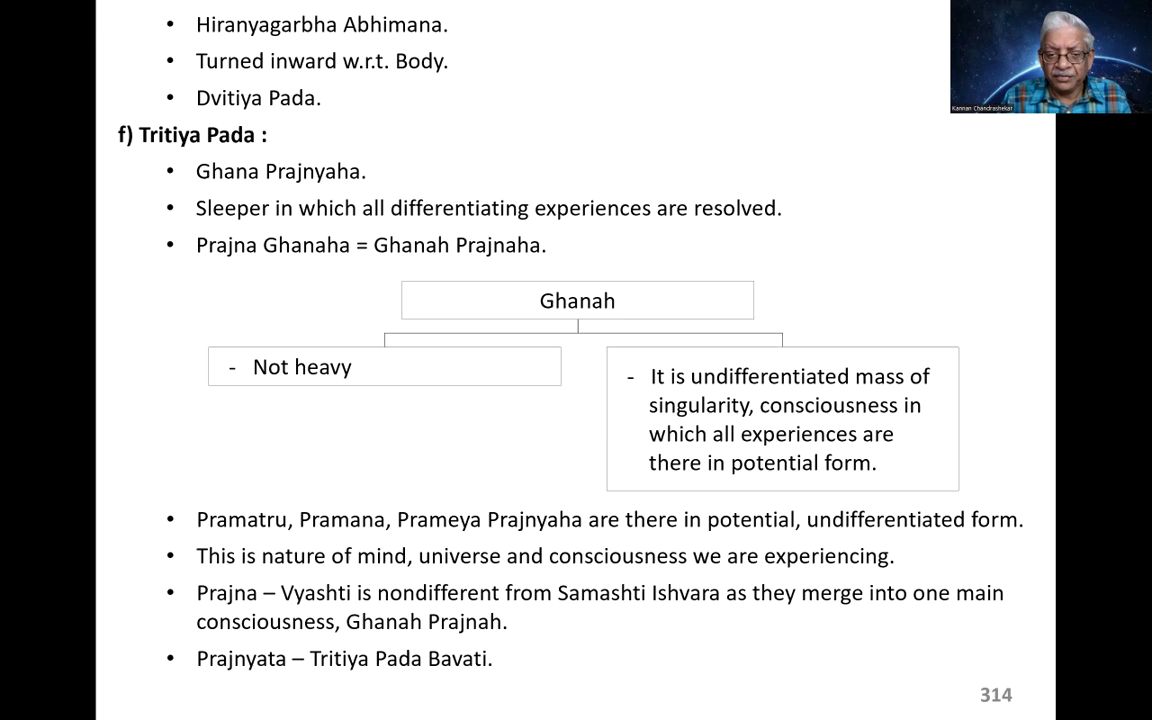 • Hiranyagarbha Abhimana.
• Turned inward w.r.t. Body.
• Dvitiya Pada.
f) Tritiya Pada :
• Ghana Prajnyaha.
• Sleeper in which all differentiating experiences are resolved.
• Prajna Ghanaha = Ghanah Prajnaha.
Ghanah
- Not heavy
- It is undifferentiated mass of
singularity, consciousness in
which all experiences are
there in potential form.
• Pramatru, Pramana, Prameya Prajnyaha are there in potential, undifferentiated form.
• This is nature of mind, universe and consciousness we are experiencing.
• Prajna – Vyashti is nondifferent from Samashti Ishvara as they merge into one main
consciousness, Ghanah Prajnah.
• Prajnyata – Tritiya Pada Bavati.
314
Kannan Chandrashekar